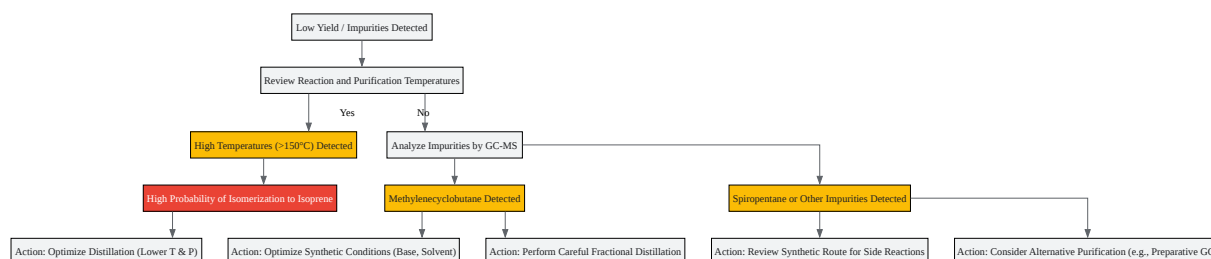 Low Yield / Impurities Detected
Review Reaction and Purification Temperatures
Yes
No
High Temperatures (>150°C) Detected
Analyze Impurities by GC-MS
High Probability of Isomerization to Isoprene
Methylenecyclobutane Detected
Spiropentane or Other Impurities Detected
Action: Optimize Distillation (Lower T & P)
Action: Optimize Synthetic Conditions (Base, Solvent)
Action: Perform Careful Fractional Distillation
Action: Review Synthetic Route for Side Reactions
Action: Consider Alternative Purification (e.g., Preparative GC